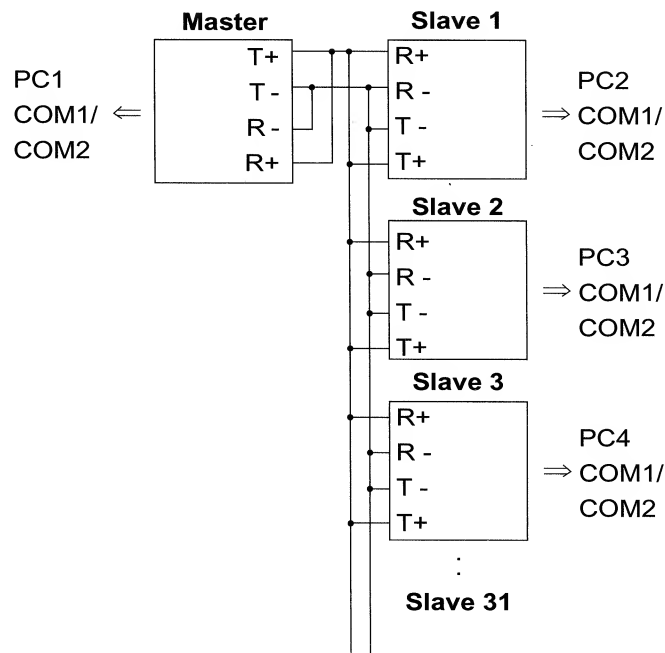 Master
T+
T -
R -
R+
PC1
COM1/
COM2
Slave 1
R+
R -
T -
T+
PC2
COM1/
COM2
Slave 2
R+
R -
T -
T+
PC3
COM1/
COM2
Slave 3
R+
R -
T -
T+
PC4
COM1/
COM2
Slave 31